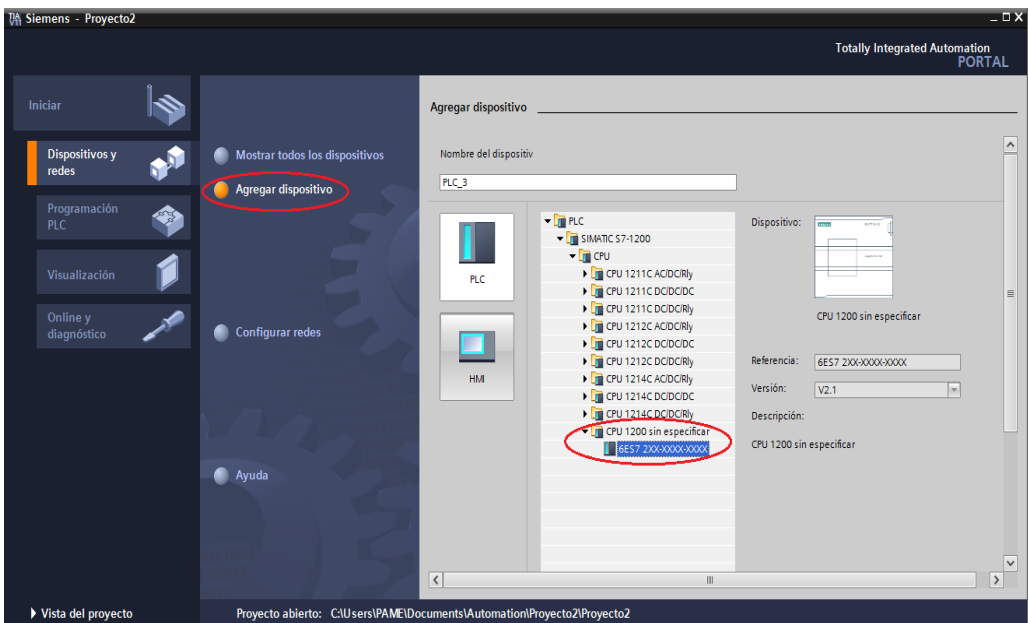 TIA V11 Siemens - Proyecto2
Totally Integrated Automation
PORTAL
Iniciar
Dispositivos y
redes
Programación
PLC
Visualización
Online y
diagnóstico
Mostrar todos los dispositivos
Agregar dispositivo
Configurar redes
Ayuda
Agregar dispositivo
Nombre del dispositiv
PLC_3
PLC
HMI
PLC
SIMATIC S7-1200
CPU
CPU 1211C AC/DC/Rly
CPU 1211C DC/DC/DC
CPU 1211C DC/DC/Rly
CPU 1212C AC/DC/Rly
CPU 1212C DC/DC/DC
CPU 1212C DC/DC/Rly
CPU 1214C AC/DC/Rly
CPU 1214C DC/DC/DC
CPU 1214C DC/DC/Rly
CPU 1200 sin especificar
6ES7 2XX-XXXX-XXXX
Dispositivo:
CPU 1200 sin especificar
Referencia:
6ES7 2XX-XXXX-XXXX
Versión:
V2.1
Descripción:
CPU 1200 sin especificar
Vista del proyecto
Proyecto abierto: C:\Users\PAME\Documents\Automation\Proyecto2\Proyecto2